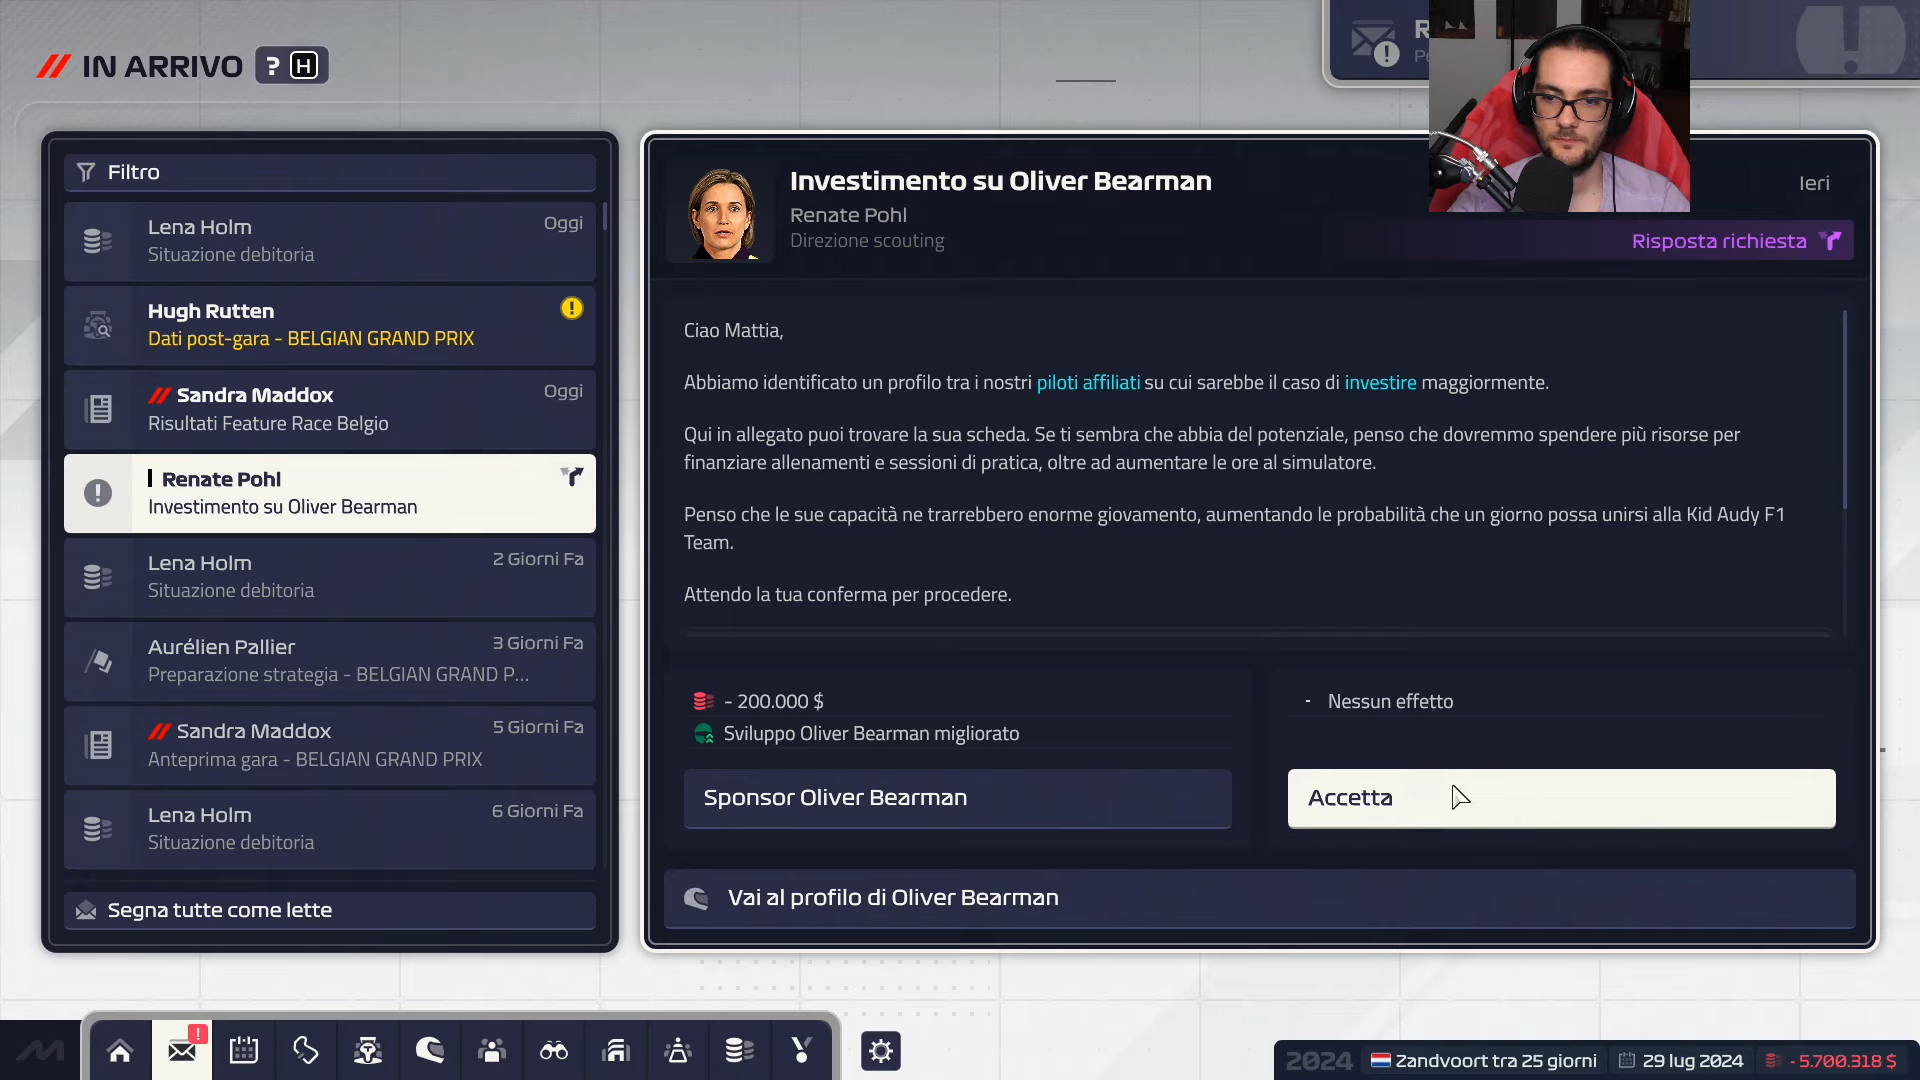 IN ARRIVO ? H
Filtro
Lena Holm Oggi
Situazione debitoria
Hugh Rutten
Dati post-gara - BELGIAN GRAND PRIX
Sandra Maddox Oggi
Risultati Feature Race Belgio
Renate Pohl
Investimento su Oliver Bearman
Lena Holm 2 Giorni Fa
Situazione debitoria
Aurélien Pallier 3 Giorni Fa
Preparazione strategia - BELGIAN GRAND P...
Sandra Maddox 5 Giorni Fa
Anteprima gara - BELGIAN GRAND PRIX
Lena Holm 6 Giorni Fa
Situazione debitoria
Segna tutte come lette
Investimento su Oliver Bearman
Ieri
Renate Pohl
Direzione scouting
Risposta richiesta
Ciao Mattia,
Abbiamo identificato un profilo tra i nostri piloti affiliati su cui sarebbe il caso di investire maggiormente.
Qui in allegato puoi trovare la sua scheda. Se ti sembra che abbia del potenziale, penso che dovremmo spendere più risorse per
finanziare allenamenti e sessioni di pratica, oltre ad aumentare le ore al simulatore.
Penso che le sue capacità ne trarrebbero enorme giovamento, aumentando le probabilità che un giorno possa unirsi alla Kid Audy F1
Team.
Attendo la tua conferma per procedere.
- 200.000 $
Sviluppo Oliver Bearman migliorato
Sponsor Oliver Bearman
- Nessun effetto
Accetta
Vai al profilo di Oliver Bearman
2024 Zandvoort tra 25 giorni 29 lug 2024 - 5.700.318 $